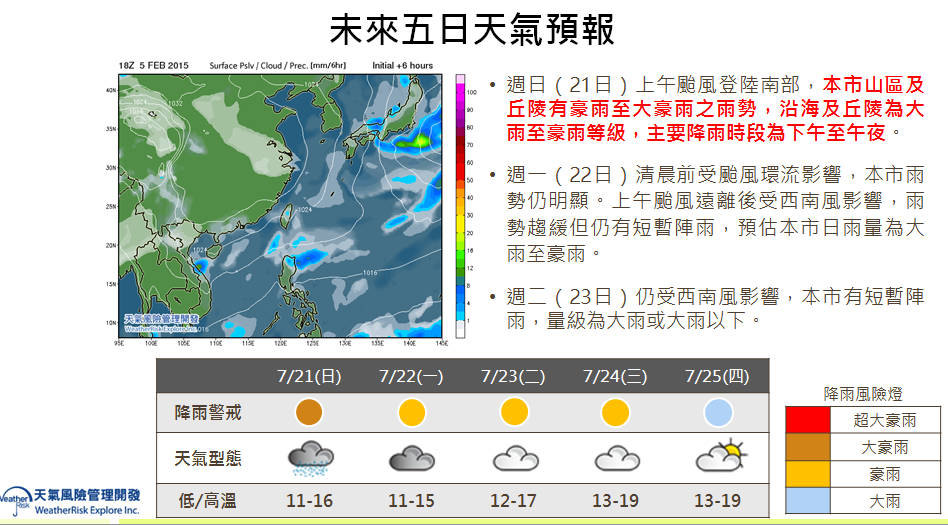 未來五日天氣預報
18Z 5 FEB 2015 Surface Pslv / Cloud / Prec. [mm/6hr] Initial +6 hours
40N
35N
30N
25N
20N
15N
10N
95E 100E 105E 110E 115E 120E 125E 130E 135E 140E 145E
1032
1024
1024
1024
1024
1016
100
90
80
70
60
50
40
30
20
16
12
8
4
1
天氣風險管理開發
WeatherRisk Explore Inc.
• 週日（21日）上午颱風登陸南部，本市山區及
丘陵有豪雨至大豪雨之雨勢，沿海及丘陵為大
雨至豪雨等級，主要降雨時段為下午至午夜。
• 週一（22日）清晨前受颱風環流影響，本市雨
勢仍明顯。上午颱風遠離後受西南風影響，雨
勢趨緩但仍有短暫陣雨，預估本市日雨量為大
雨至豪雨。
• 週二（23日）仍受西南風影響，本市有短暫陣
雨，量級為大雨或大雨以下。
7/21(日) 7/22(一) 7/23(二) 7/24(三) 7/25(四)
降雨警戒
天氣型態
低/高溫 11-16 11-15 12-17 13-19 13-19
降雨風險燈
超大豪雨
大豪雨
豪雨
大雨
Weather Risk
天氣風險管理開發
WeatherRisk Explore Inc.